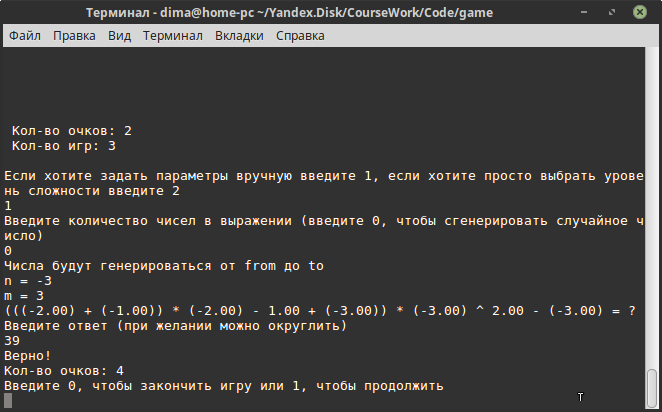 Терминал - dima@home-pc ~/Yandex.Disk/CourseWork/Code/game
Файл Правка Вид Терминал Вкладки Справка
Кол-во очков: 2
Кол-во игр: 3
Если хотите задать параметры вручную введите 1, если хотите просто выбрать урове
нь сложности введите 2
1
Введите количество чисел в выражении (введите 0, чтобы сгенерировать случайное ч
исло)
0
Числа будут генерироваться от from до to
n = -3
m = 3
(((-2.00) + (-1.00)) * (-2.00) - 1.00 + (-3.00)) * (-3.00) ^ 2.00 - (-3.00) = ?
Введите ответ (при желании можно округлить)
39
Верно!
Кол-во очков: 4
Введите 0, чтобы закончить игру или 1, чтобы продолжить